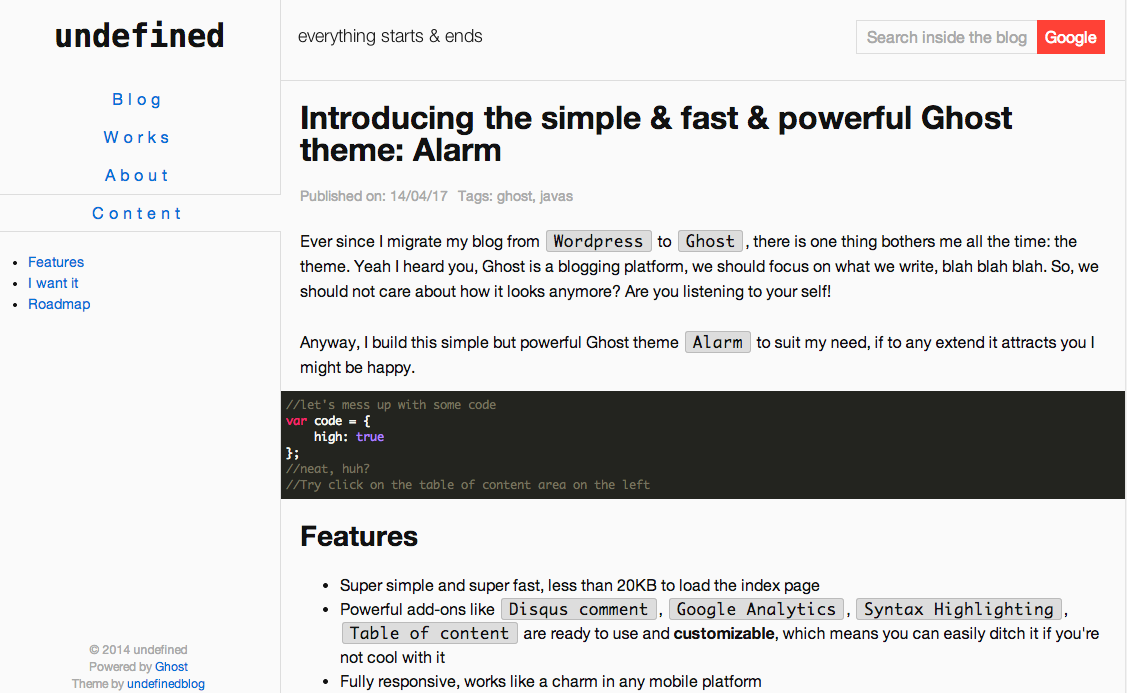 undefined
everything starts & ends
Search inside the blog
Google
Blog
Works
About
Content
Features
I want it
Roadmap
Introducing the simple & fast & powerful Ghost
theme: Alarm
Published on: 14/04/17 Tags: ghost, javas
Ever since I migrate my blog from Wordpress to Ghost, there is one thing bothers me all the time: the
theme. Yeah I heard you, Ghost is a blogging platform, we should focus on what we write, blah blah blah. So, we
should not care about how it looks anymore? Are you listening to your self!
Anyway, I build this simple but powerful Ghost theme Alarm to suit my need, if to any extend it attracts you I
might be happy.
//let's mess up with some code
var code = {
    high: true
};
//neat, huh?
//Try click on the table of content area on the left
Features
Super simple and super fast, less than 20KB to load the index page
Powerful add-ons like Disqus comment, Google Analytics, Syntax Highlighting,
Table of content are ready to use and customizable, which means you can easily ditch it if you're
not cool with it
Fully responsive, works like a charm in any mobile platform
© 2014 undefined
Powered by Ghost
Theme by undefinedblog